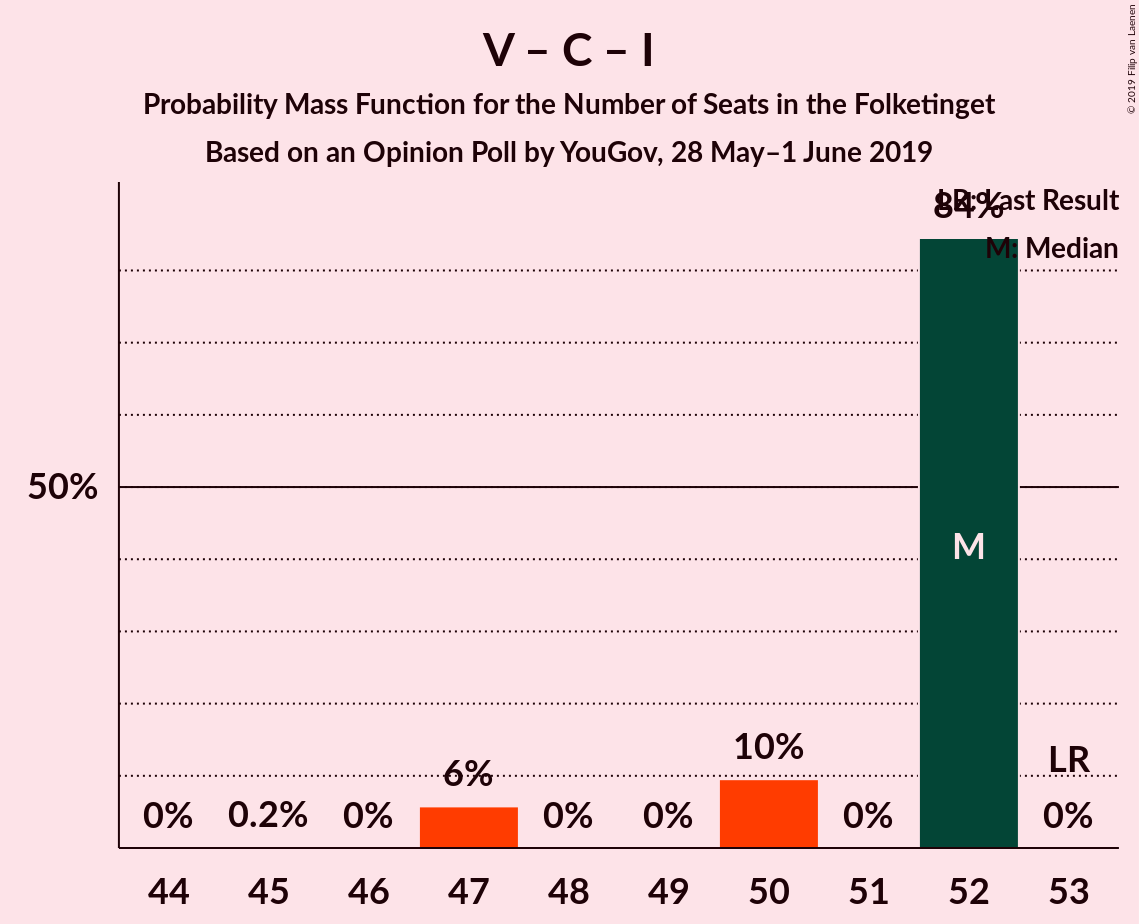 V – C – I
Probability Mass Function for the Number of Seats in the Folketinget
Based on an Opinion Poll by YouGov, 28 May–1 June 2019
© 2019 Filip van Laenen
LR: Last Result
M: Median
84%
50%
M
10%
6%
LR
0%
0.2%
0%
0%
0%
0%
0%
44
45
46
47
48
49
50
51
52
53